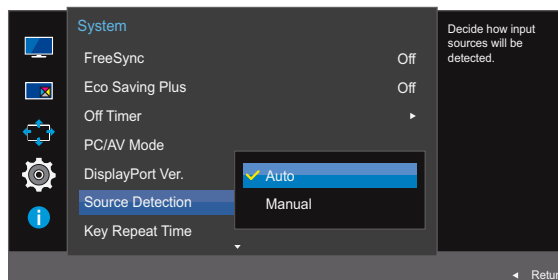 System
FreeSync Off
Eco Saving Plus Off
Off Timer
PC/AV Mode
DisplayPort Ver.
Auto
Source Detection
Manual
Key Repeat Time
Decide how input
sources will be
detected.